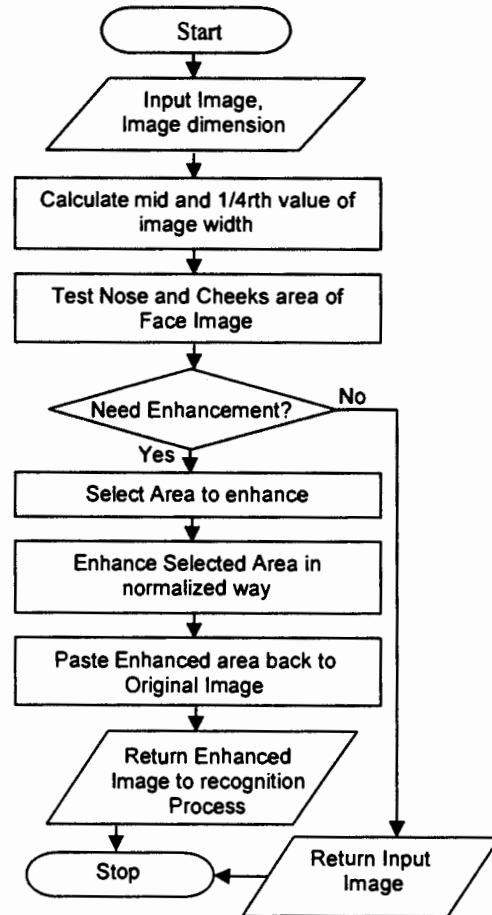 Start
Input Image,
Image dimension
Calculate mid and 1/4rth value of
image width
Test Nose and Cheeks area of
Face Image
Need Enhancement?
No
Yes
Select Area to enhance
Enhance Selected Area in
normalized way
Paste Enhanced area back to
Original Image
Return Enhanced
Image to recognition
Process
Stop
Return Input
Image